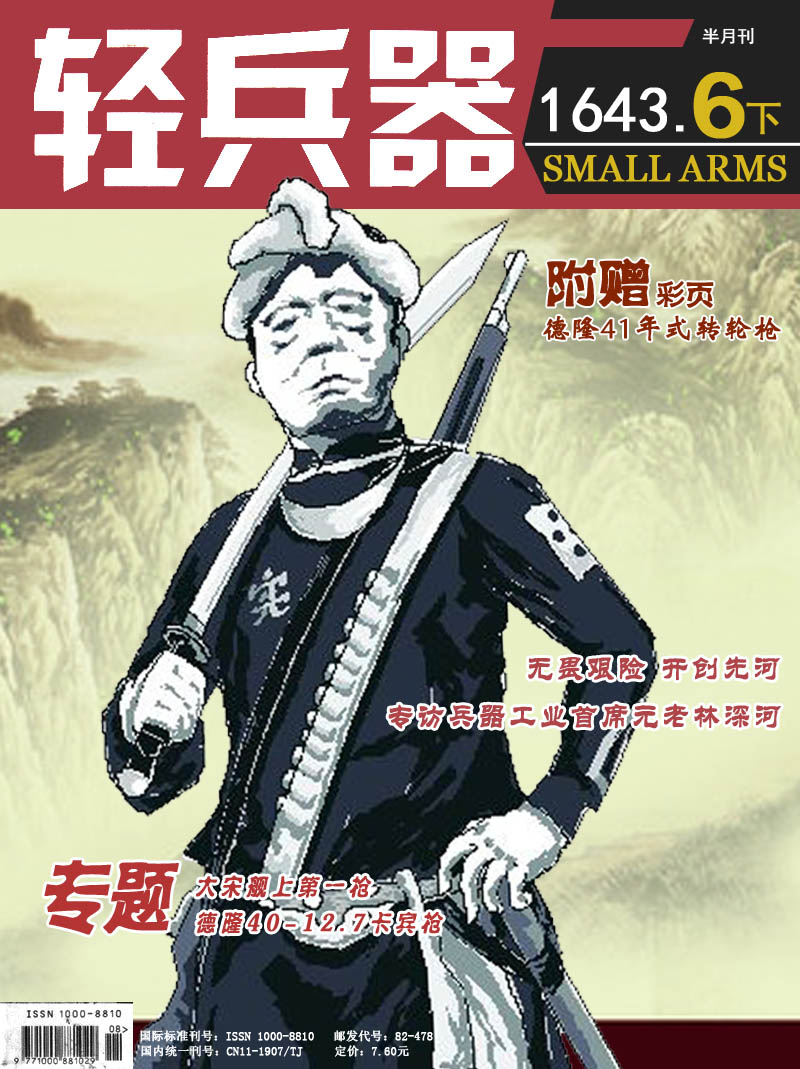 轻兵器
半月刊
1643.6下
SMALL ARMS
附赠彩页
德隆41年式转轮枪
无畏艰险 开创先河
专访兵器工业首席元老林深河
专题
大宋舰上第一枪
德隆40-12.7卡宾枪
ISSN 1000-8810
08>
9 771000 881029
国际标准刊号:ISSN 1000-8810 邮发代号:82-478
国内统一刊号:CN11-1907/TJ 定价:7.60元